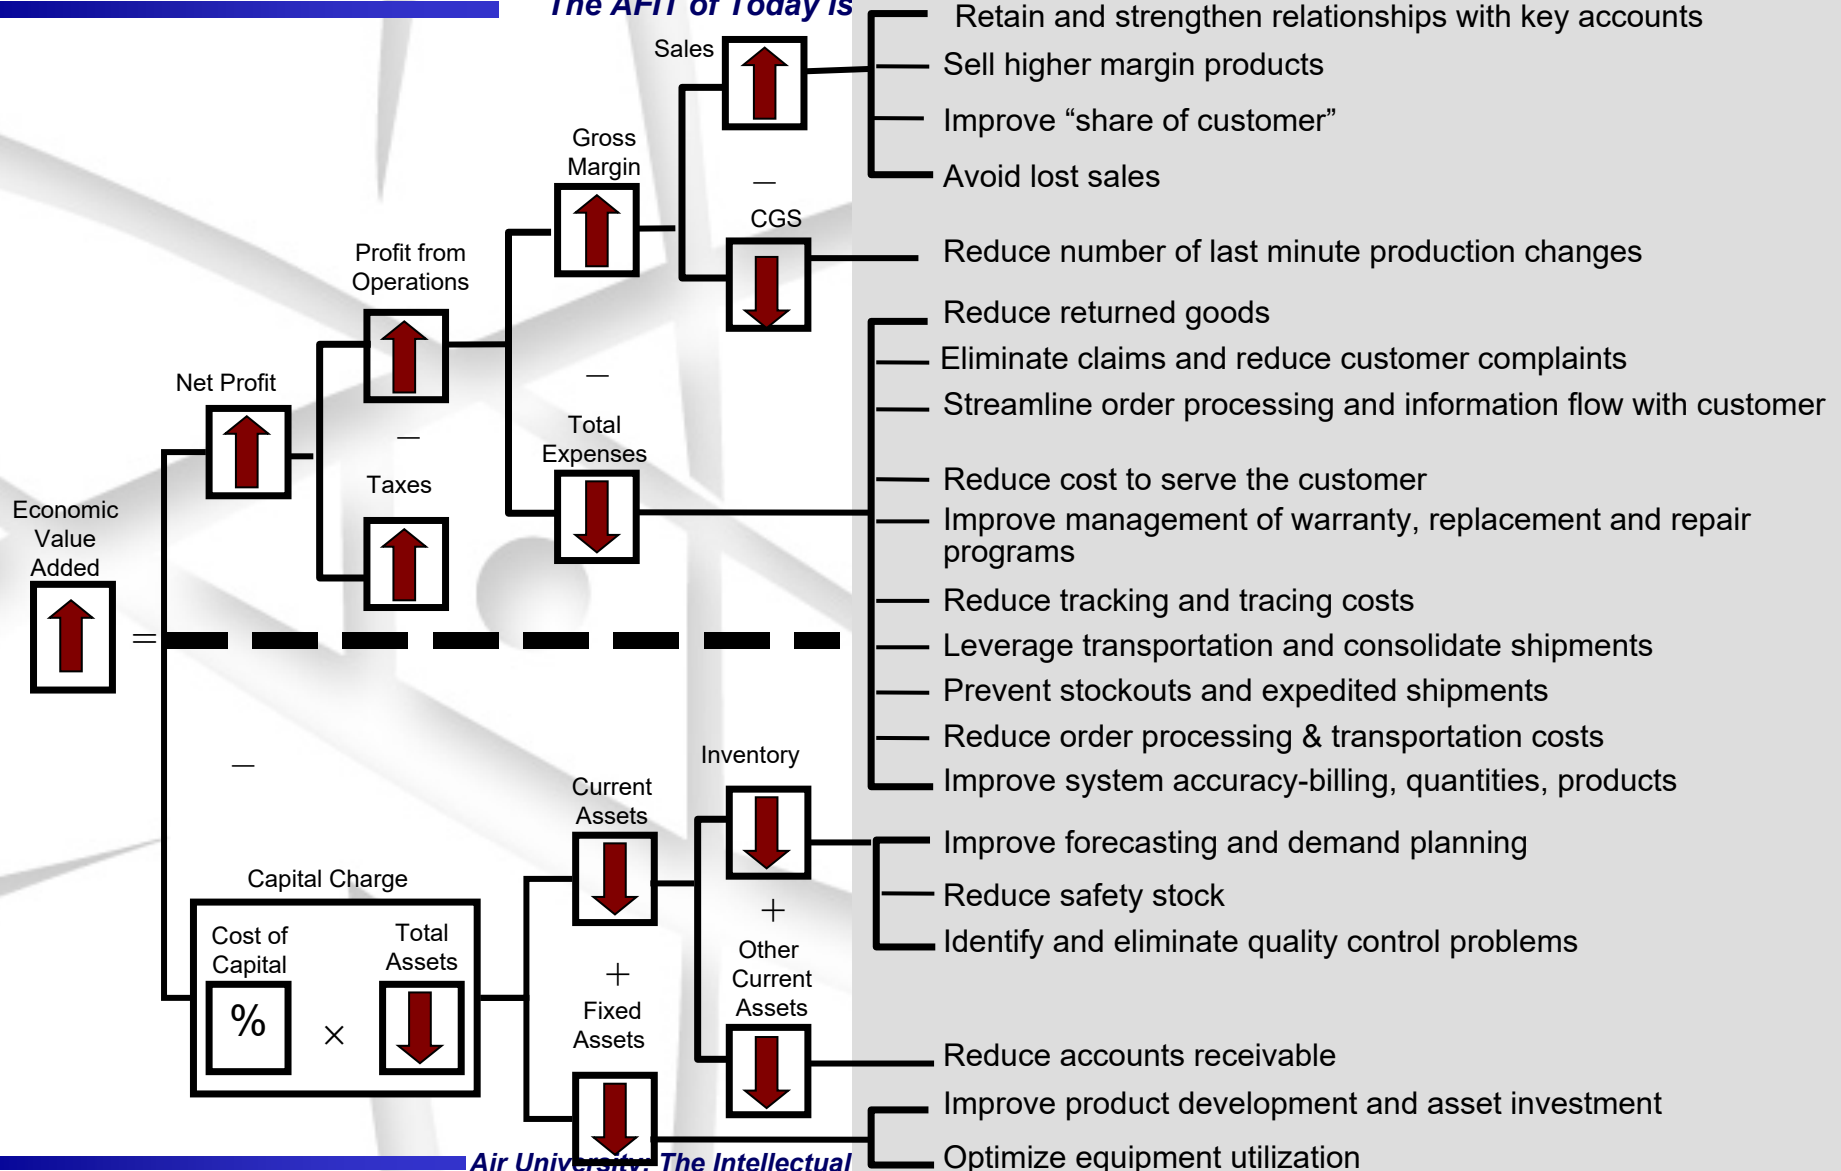 The AFIT of Today is
Retain and strengthen relationships with key accounts
Sales
Sell higher margin products
Improve “share of customer”
Gross
Margin
Avoid lost sales
–
CGS
Reduce number of last minute production changes
Profit from
Operations
Reduce returned goods
Eliminate claims and reduce customer complaints
–
Net Profit
Streamline order processing and information flow with customer
Total
Expenses
–
Taxes
Reduce cost to serve the customer
Improve management of warranty, replacement and repair
programs
Economic
Value
Added
Reduce tracking and tracing costs
=
Leverage transportation and consolidate shipments
Prevent stockouts and expedited shipments
Reduce order processing & transportation costs
Inventory
–
Improve system accuracy-billing, quantities, products
Current
Assets
Improve forecasting and demand planning
Capital Charge
Reduce safety stock
+
Identify and eliminate quality control problems
Cost of
Capital
Total
Assets
Other
Current
Assets
+
Fixed
Assets
%
×
Reduce accounts receivable
Improve product development and asset investment
Optimize equipment utilization
Air University: The Intellectual